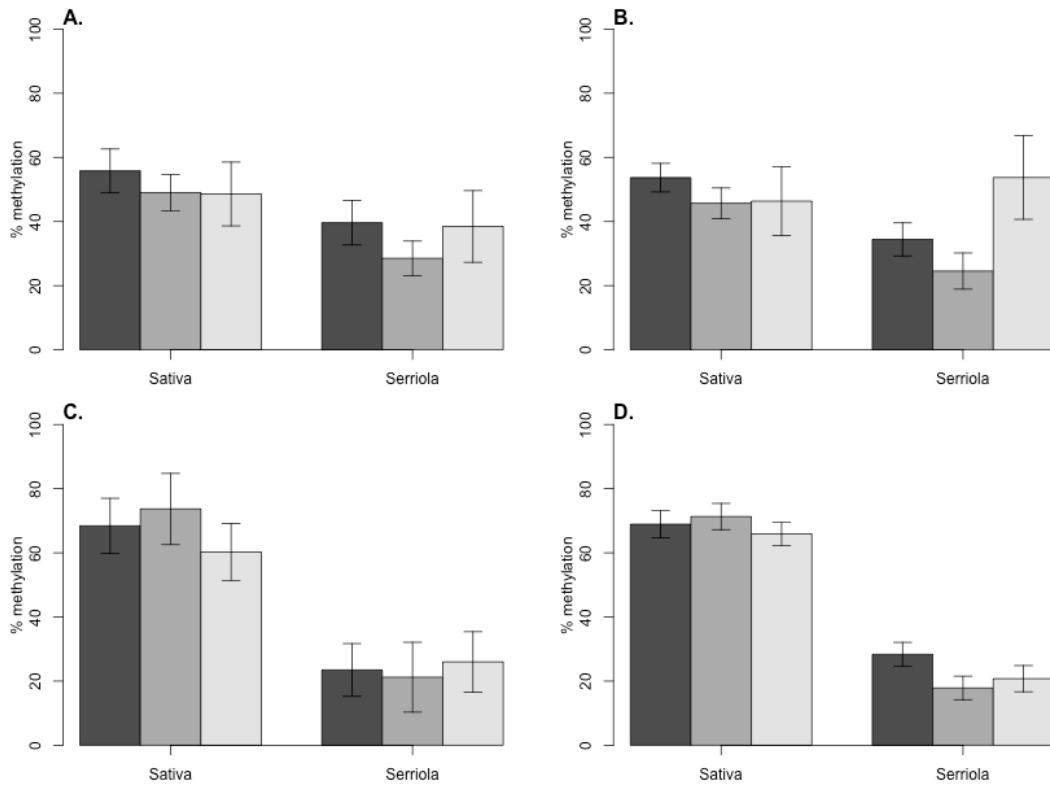 A.
% methylation
0
20
40
60
80
100
Sativa
Serriola
B.
% methylation
0
20
40
60
80
100
Sativa
Serriola
C.
% methylation
0
20
40
60
80
100
Sativa
Serriola
D.
% methylation
0
20
40
60
80
100
Sativa
Serriola